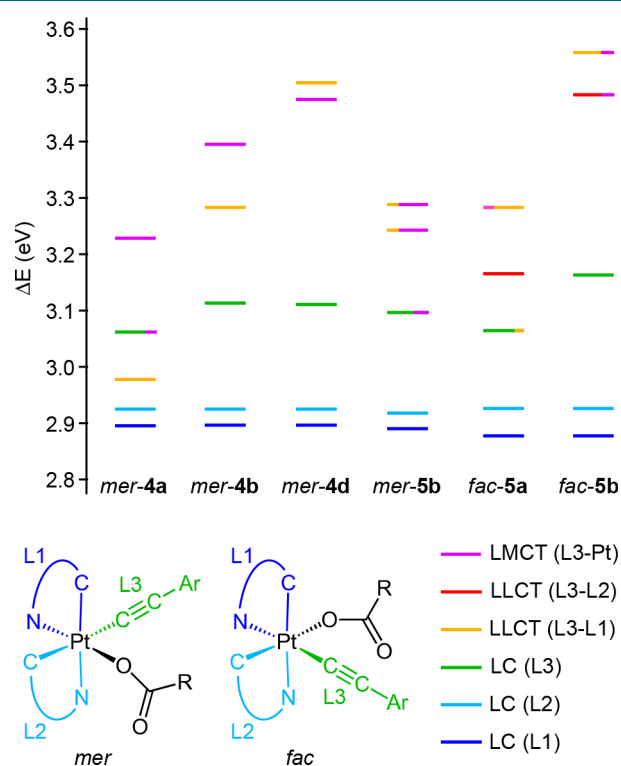 3.6
3.5
3.4
3.3
3.2
3.1
3.0
2.9
2.8
ΔE (eV)
mer-4a mer-4b mer-4d mer-5b fac-5a fac-5b
L1
C
L3
Ar
N
Pt
C
O
N
R
L2
O
mer
L1
C
R
O
N
Pt
O
C
N
L3
Ar
L2
fac
LMCT (L3-Pt)
LLCT (L3-L2)
LLCT (L3-L1)
LC (L3)
LC (L2)
LC (L1)